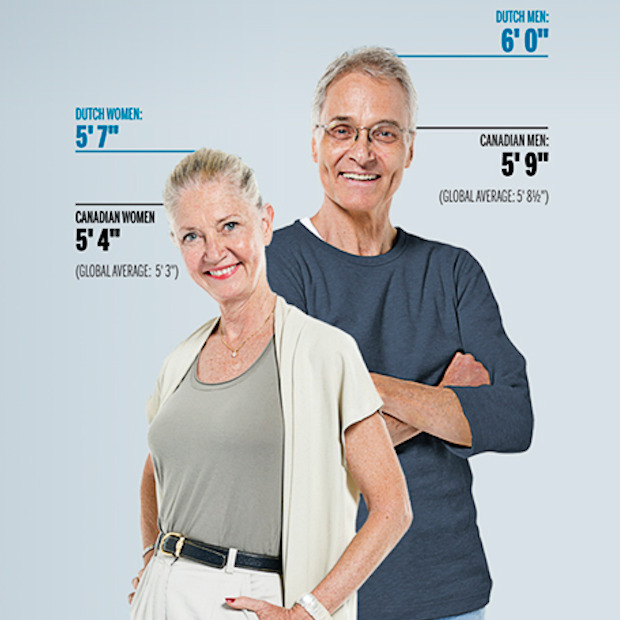 DUTCH MEN:
6' 0"
DUTCH WOMEN:
5' 7"
CANADIAN MEN:
5' 9"
(GLOBAL AVERAGE: 5' 8½")
CANADIAN WOMEN
5' 4"
(GLOBAL AVERAGE: 5' 3")